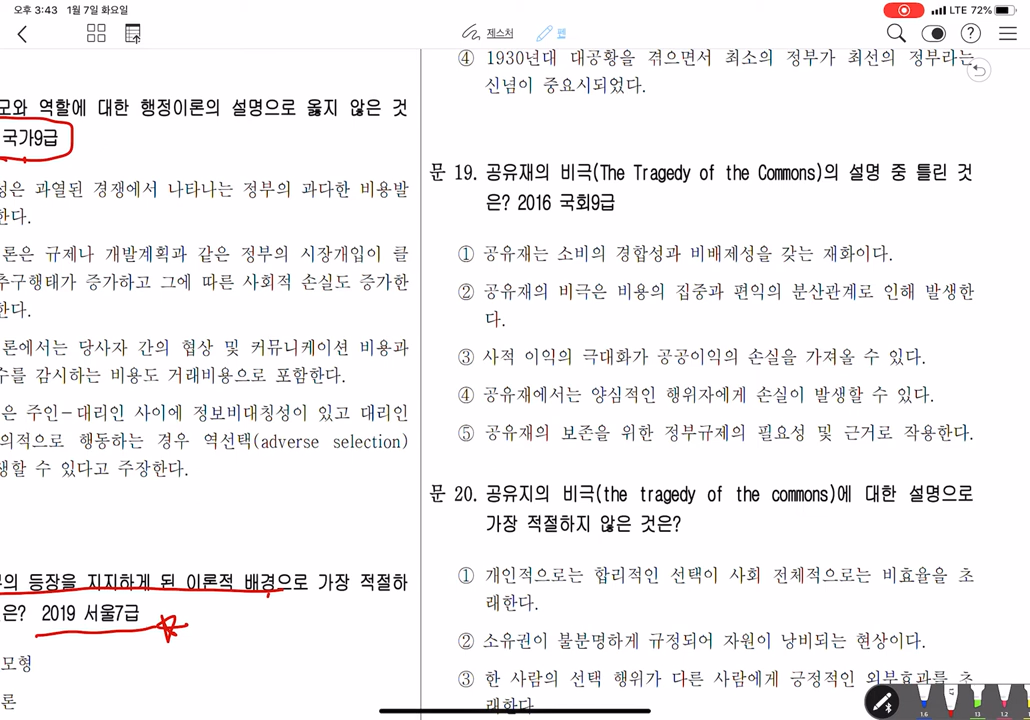 오후 3:43 1월 7일 화요일
LTE 72%
제스처 펜
모와 역할에 대한 행정이론의 설명으로 옳지 않은 것
국가9급
성은 과열된 경쟁에서 나타나는 정부의 과다한 비용발
한다.
론은 규제나 개발계획과 같은 정부의 시장개입이 클
추구행태가 증가하고 그에 따른 사회적 손실도 증가한
한다.
론에서는 당사자 간의 협상 및 커뮤니케이션 비용과
수를 감시하는 비용도 거래비용으로 포함한다.
은 주인-대리인 사이에 정보비대칭성이 있고 대리인
의적으로 행동하는 경우 역선택(adverse selection)
생할 수 있다고 주장한다.
부의 등장을 지지하게 된 이론적 배경으로 가장 적절하
은? 2019 서울7급
모형
론
④ 1930년대 대공황을 겪으면서 최소의 정부가 최선의 정부라는
신념이 중요시되었다.
문 19. 공유재의 비극(The Tragedy of the Commons)의 설명 중 틀린 것
은? 2016 국회9급
① 공유재는 소비의 경합성과 비배제성을 갖는 재화이다.
② 공유재의 비극은 비용의 집중과 편익의 분산관계로 인해 발생한
다.
③ 사적 이익의 극대화가 공공이익의 손실을 가져올 수 있다.
④ 공유재에서는 양심적인 행위자에게 손실이 발생할 수 있다.
⑤ 공유재의 보존을 위한 정부규제의 필요성 및 근거로 작용한다.
문 20. 공유지의 비극(the tragedy of the commons)에 대한 설명으로
가장 적절하지 않은 것은?
① 개인적으로는 합리적인 선택이 사회 전체적으로는 비효율을 초
래한다.
② 소유권이 불분명하게 규정되어 자원이 낭비되는 현상이다.
③ 한 사람의 선택 행위가 다른 사람에게 긍정적인 외부효과를 초
래한다